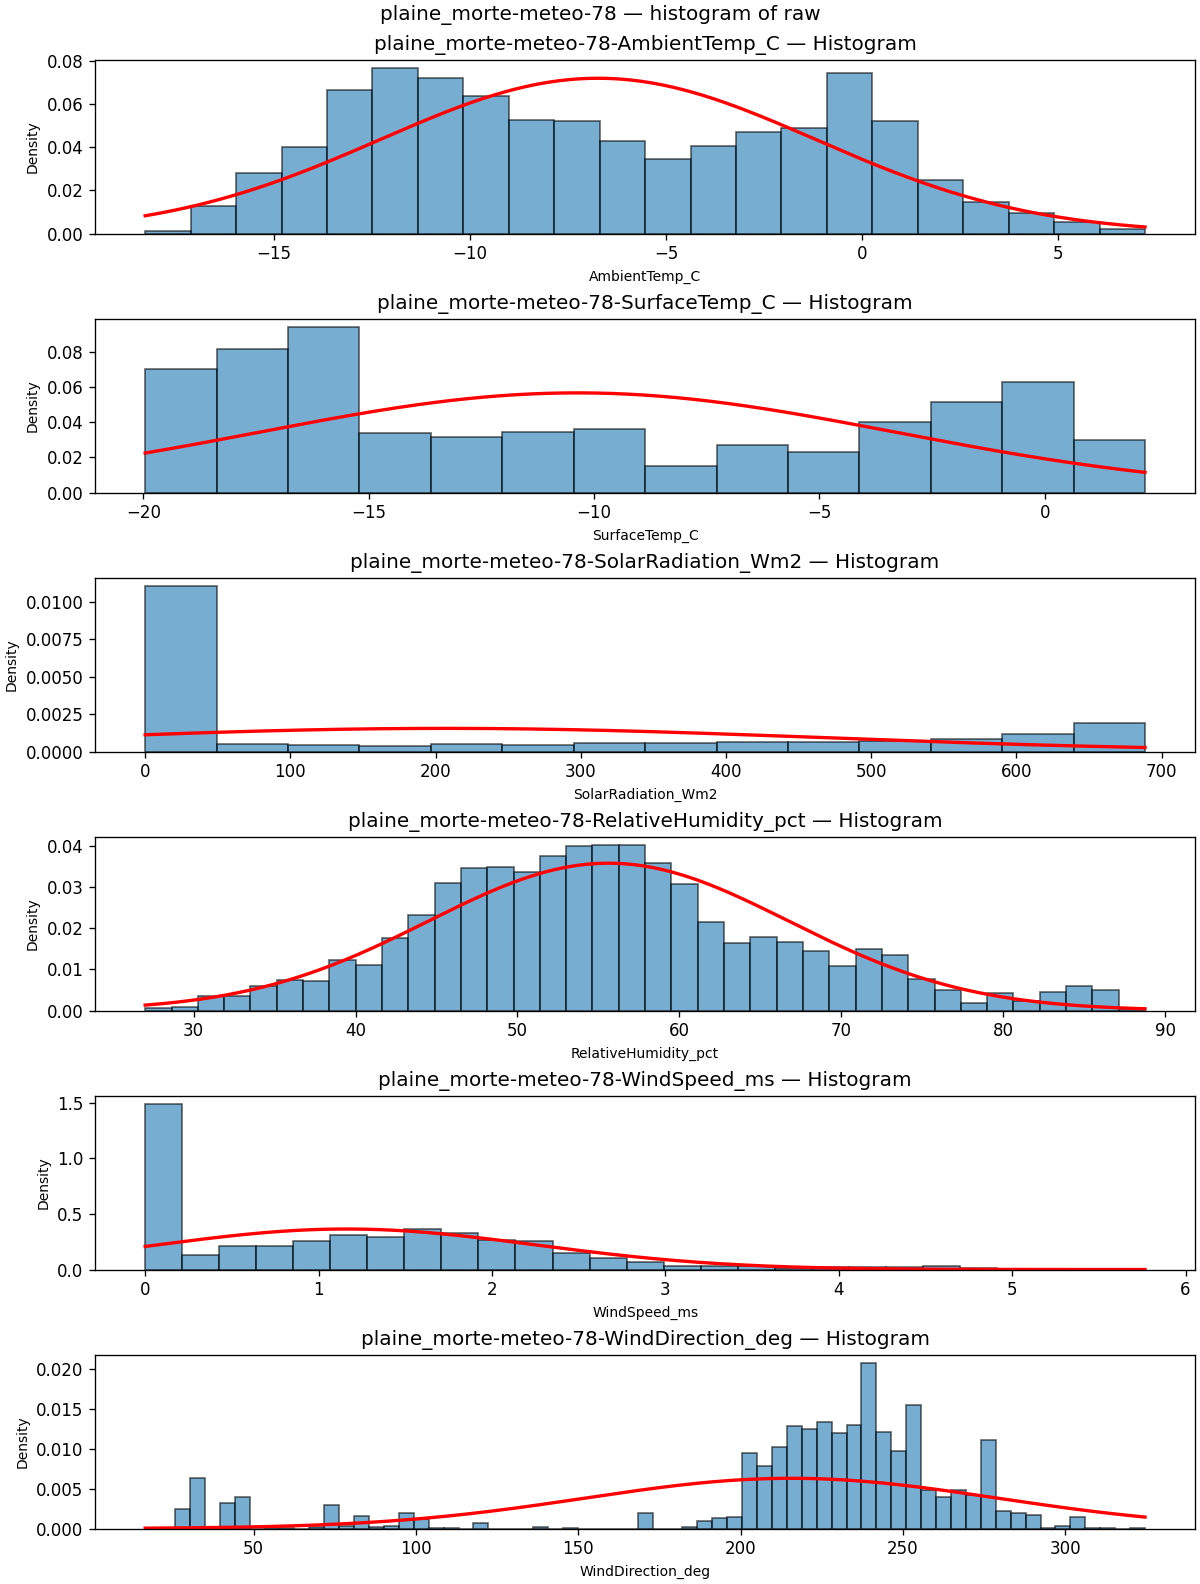 plaine_morte-meteo-78 — histogram of raw
plaine_morte-meteo-78-AmbientTemp_C — Histogram
0.08
0.06
0.04
0.02
0.00
Density
−15 −10 −5 0 5
AmbientTemp_C
plaine_morte-meteo-78-SurfaceTemp_C — Histogram
0.08
0.06
0.04
0.02
0.00
Density
−20 −15 −10 −5 0
SurfaceTemp_C
plaine_morte-meteo-78-SolarRadiation_Wm2 — Histogram
0.0100
0.0075
0.0050
0.0025
0.0000
Density
0 100 200 300 400 500 600 700
SolarRadiation_Wm2
plaine_morte-meteo-78-RelativeHumidity_pct — Histogram
0.04
0.03
0.02
0.01
0.00
Density
30 40 50 60 70 80 90
RelativeHumidity_pct
plaine_morte-meteo-78-WindSpeed_ms — Histogram
1.5
1.0
0.5
0.0
Density
0 1 2 3 4 5 6
WindSpeed_ms
plaine_morte-meteo-78-WindDirection_deg — Histogram
0.020
0.015
0.010
0.005
0.000
Density
50 100 150 200 250 300
WindDirection_deg